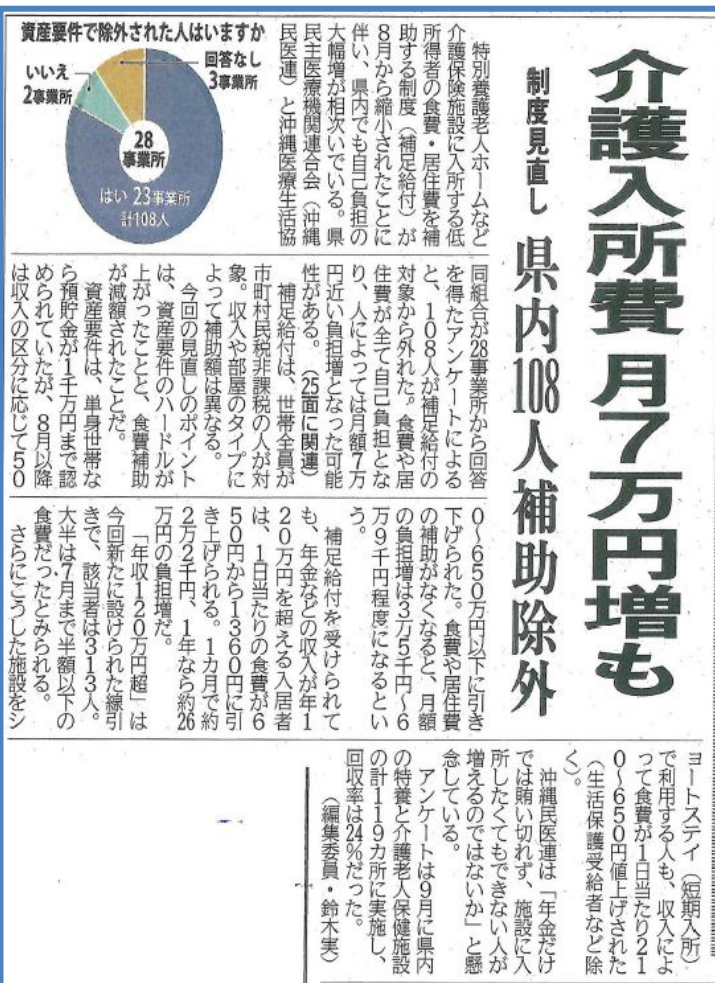 介護入所費 月7万円増も
制度見直し 県内108人補助除外
資産要件で除外された人はいますか
回答なし
3事業所
いいえ
2事業所
28
事業所
はい 23事業所
計108人
特別養護老人ホームなど
介護保険施設に入所する低
所得者の食費・居住費を補
助する制度（補足給付）が
8月から縮小されたことに
伴い、県内でも自己負担の
大幅増が相次いでいる。県
民主医療機関連合会（沖縄
民医連）と沖縄医療生活協
同組合が28事業所から回答
を得たアンケートによる
と、108人が補足給付の
対象から外れた。食費や居
住費が全て自己負担とな
り、人によっては月額7万
円近い負担増となった可能
性がある。（25面に関連）
補足給付は、世帯全員が
市町村民税非課税の人が対
象。収入や部屋のタイプに
よって補助額は異なる。
今回の見直しのポイント
は、資産要件のハードルが
上がったことと、食費補助
が減額されたことだ。
資産要件は、単身世帯な
ら預貯金が1千万円まで認
められていたが、8月以降
は収入の区分に応じて50
0〜650万円以下に引き
下げられた。食費や居住費
の補助がなくなると、月額
の負担増は3万5千円〜6
万9千円程度になるとい
う。
補足給付を受けられて
も、年金などの収入が年1
20万円を超える入居者
は、1日当たりの食費が6
50円から1360円に引
き上げられる。1カ月で約
2万2千円、1年なら約26
万円の負担増だ。
「年収120万円超」は
今回新たに設けられた線引
きで、該当者は313人。
大半は7月まで半額以下の
食費だったとみられる。
さらにこうした施設をシ
ョートステイ（短期入所）
で利用する人も、収入によ
って食費が1日当たり21
0〜650円値上げされた
（生活保護受給者など除
く）。
沖縄民医連は「年金だけ
では賄い切れず、施設に入
所したくてもできない人が
増えるのではないか」と懸
念している。
アンケートは9月に県内
の特養と介護老人保健施設
の計119カ所に実施し、
回収率は24％だった。
（編集委員・鈴木実）